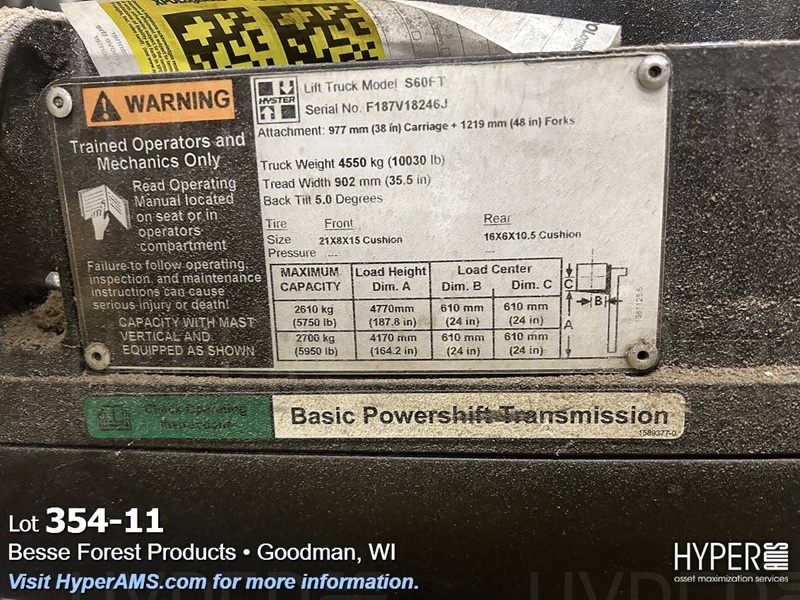 WARNING
Trained Operators and
Mechanics Only
Read Operating
Manual located
on seat or in
operators
compartment
Failure to follow operating,
inspection, and maintenance
instructions can cause
serious injury or death!
CAPACITY WITH MAST
VERTICAL AND
EQUIPPED AS SHOWN
HYSTER
Lift Truck Model S60FT
Serial No. F187V18246J
Attachment: 977 mm (38 in) Carriage + 1219 mm (48 in) Forks
Truck Weight 4550 kg (10030 lb)
Tread Width 902 mm (35.5 in)
Back Tilt 5.0 Degrees
Tire Front Rear
Size 21X8X15 Cushion 16X6X10.5 Cushion
Pressure --- ---
MAXIMUM Load Height Load Center
CAPACITY Dim. A Dim. B Dim. C
2610 kg 4770mm 610 mm 610 mm
(5750 lb) (187.8 in) (24 in) (24 in)
2700 kg 4170 mm 610 mm 610 mm
(5950 lb) (164.2 in) (24 in) (24 in)
C
B
A
Check Operating
Basic Powershift Transmission
1589377-0
Lot 354-11
Besse Forest Products • Goodman, WI
Visit HyperAMS.com for more information.
HYPER AMS
asset maximization services